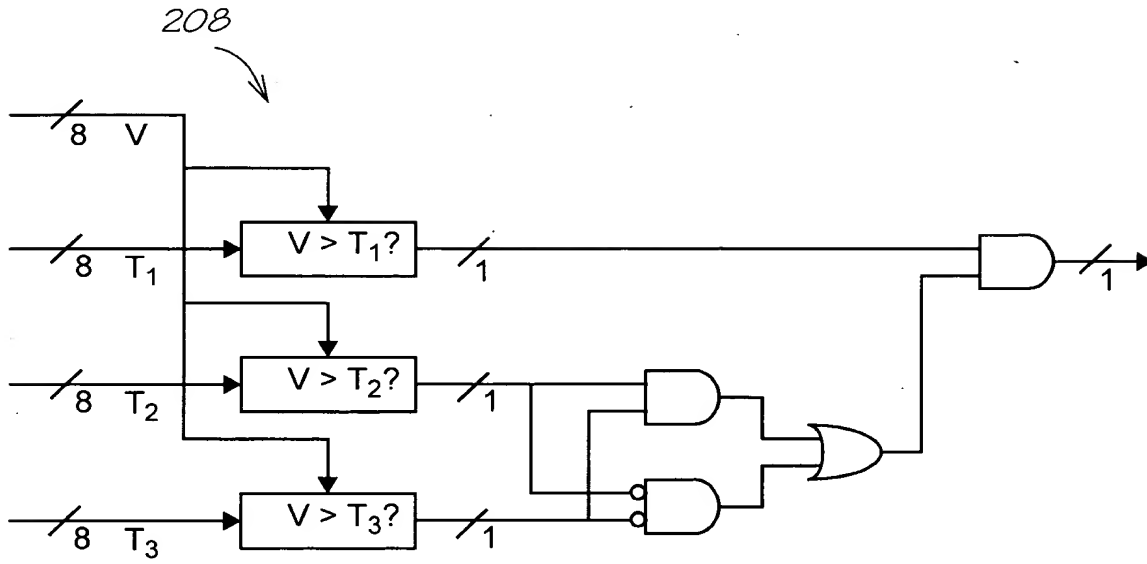 208
8 V
V > T₁?
8 T₁
1
1
V > T₂?
8 T₂
1
V > T₃?
8 T₃
1